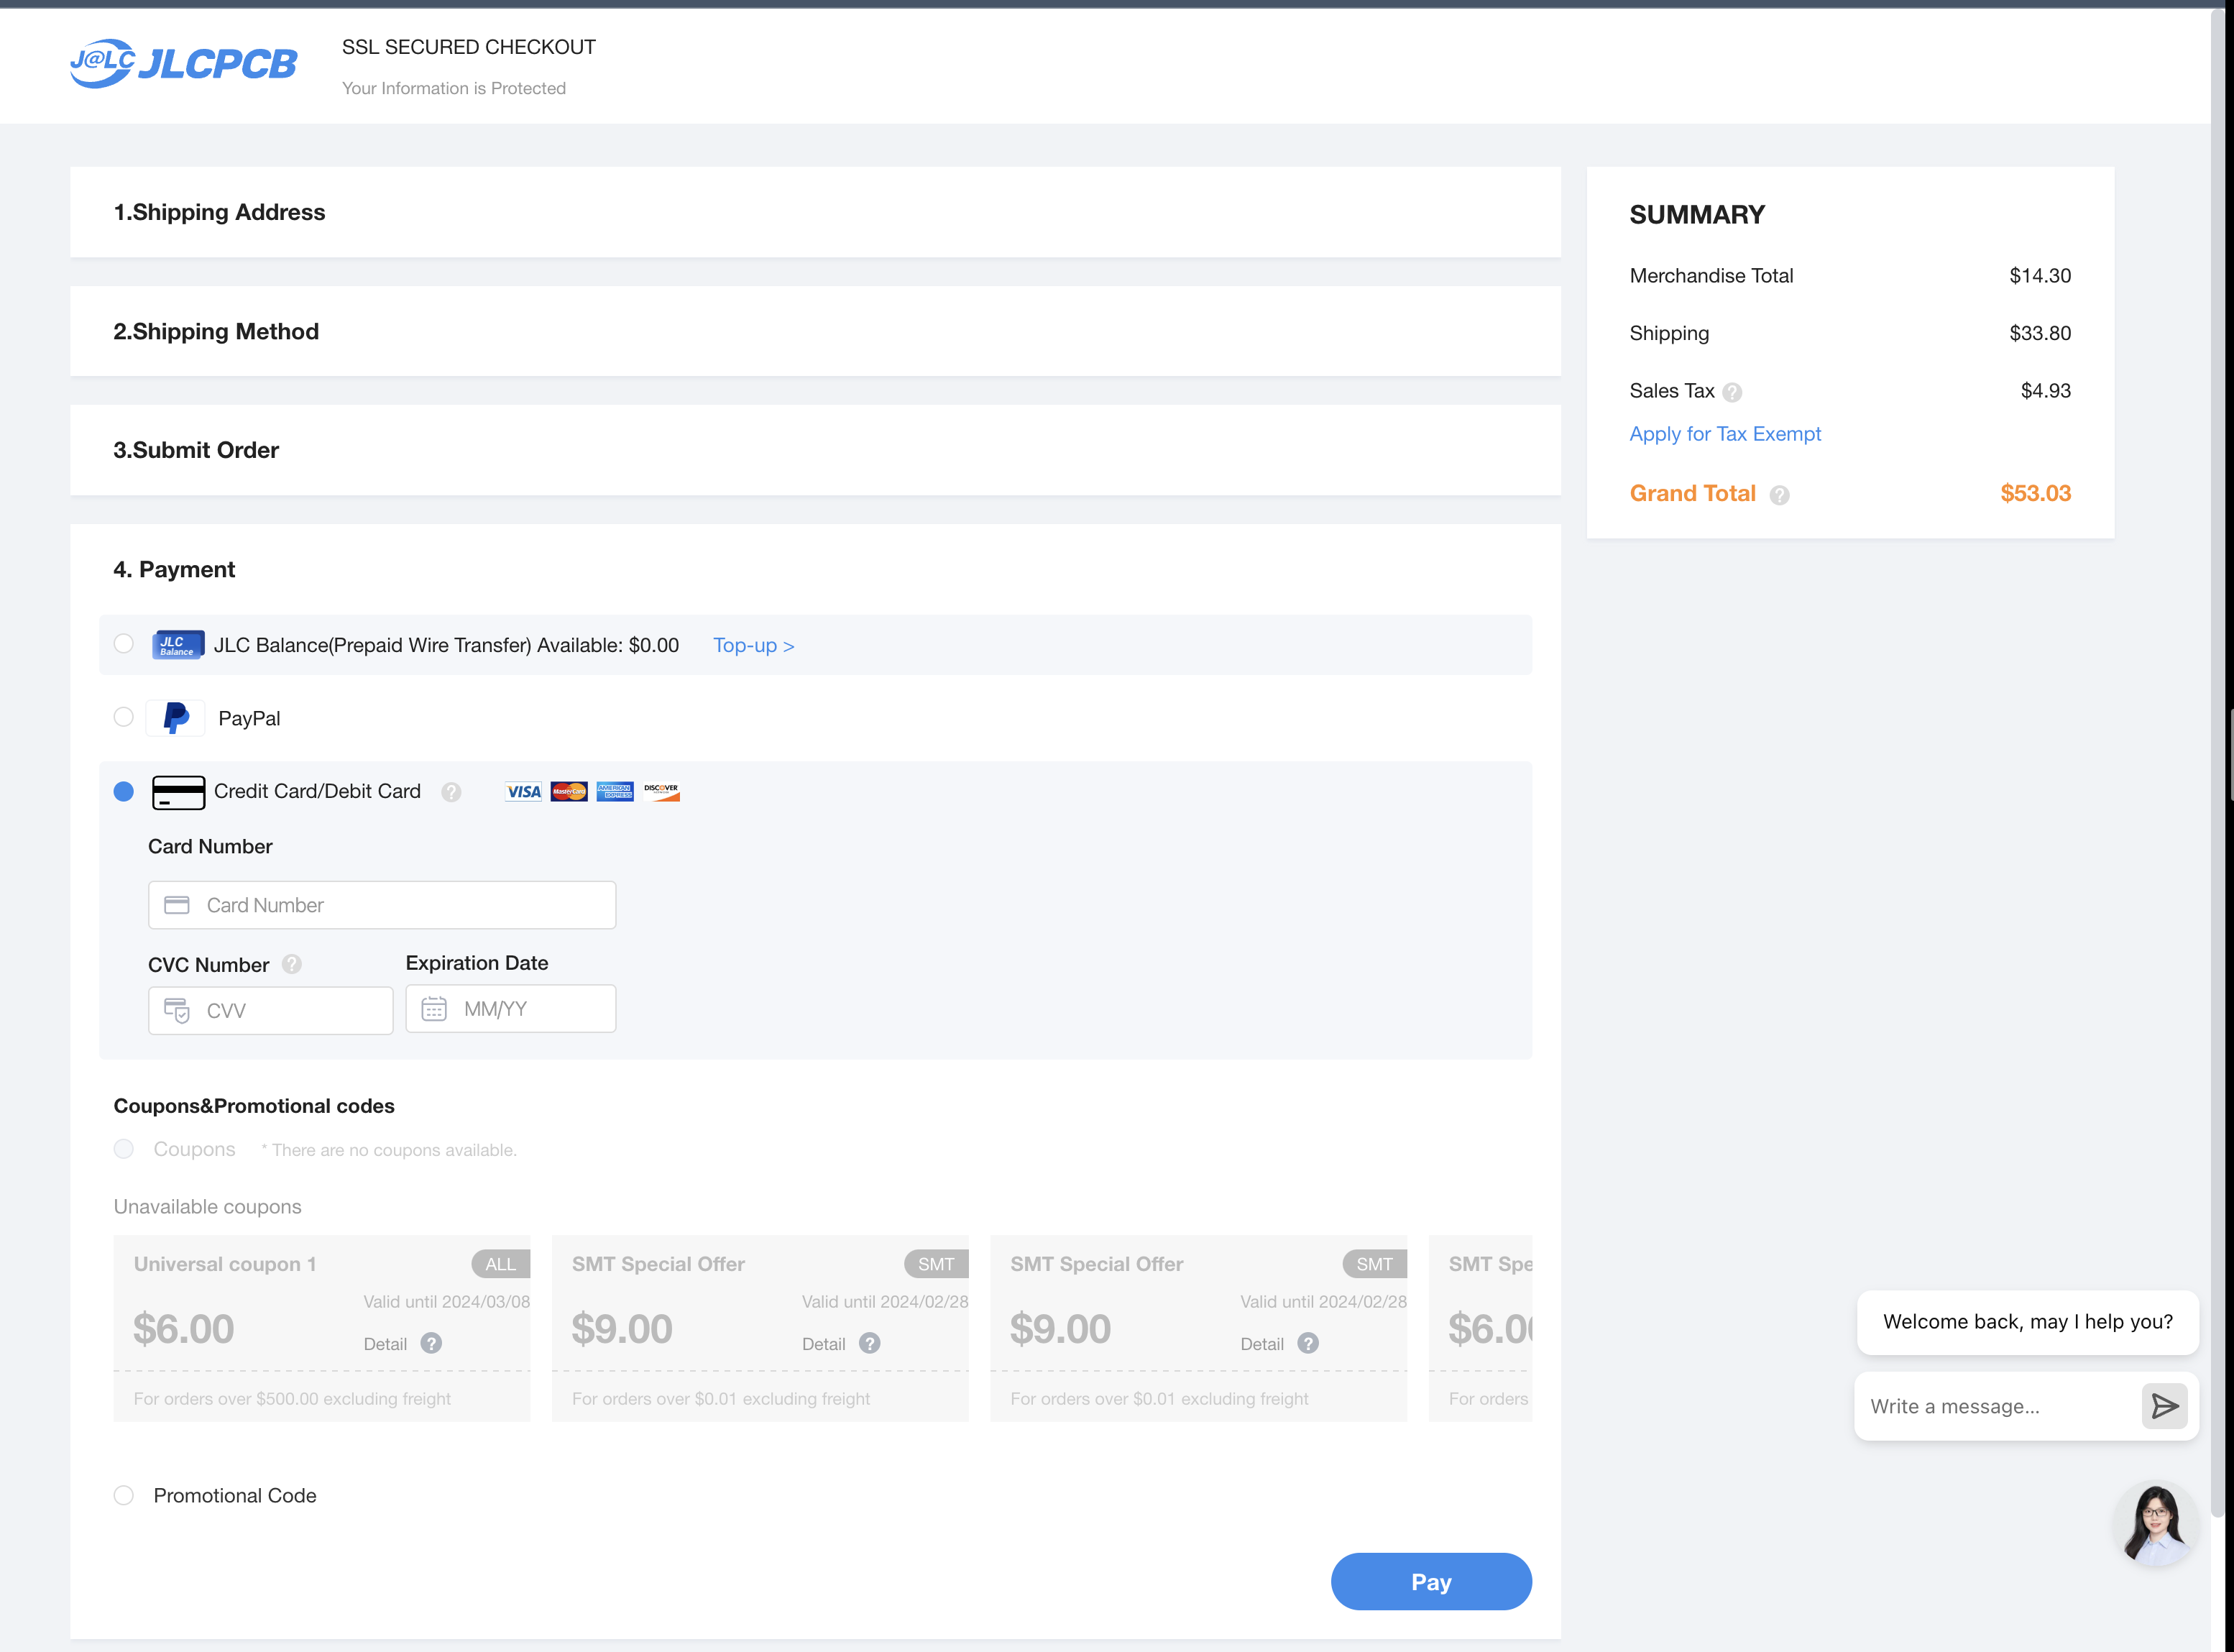 J@LC JLCPCB
SSL SECURED CHECKOUT
Your Information is Protected
1.Shipping Address
2.Shipping Method
3.Submit Order
4. Payment
JLC Balance
JLC Balance(Prepaid Wire Transfer) Available: $0.00 Top-up >
PayPal
Credit Card/Debit Card ? VISA MasterCard AMERICAN EXPRESS DISCOVER
Card Number
Card Number
CVC Number ? Expiration Date
CVV MM/YY
Coupons&Promotional codes
Coupons * There are no coupons available.
Unavailable coupons
Universal coupon 1 ALL
Valid until 2024/03/08
$6.00
Detail ?
For orders over $500.00 excluding freight
SMT Special Offer SMT
Valid until 2024/02/28
$9.00
Detail ?
For orders over $0.01 excluding freight
SMT Special Offer SMT
Valid until 2024/02/28
$9.00
Detail ?
For orders over $0.01 excluding freight
SMT Spe
$6.00
For orders
Promotional Code
Pay
SUMMARY
Merchandise Total $14.30
Shipping $33.80
Sales Tax ? $4.93
Apply for Tax Exempt
Grand Total ? $53.03
Welcome back, may I help you?
Write a message...